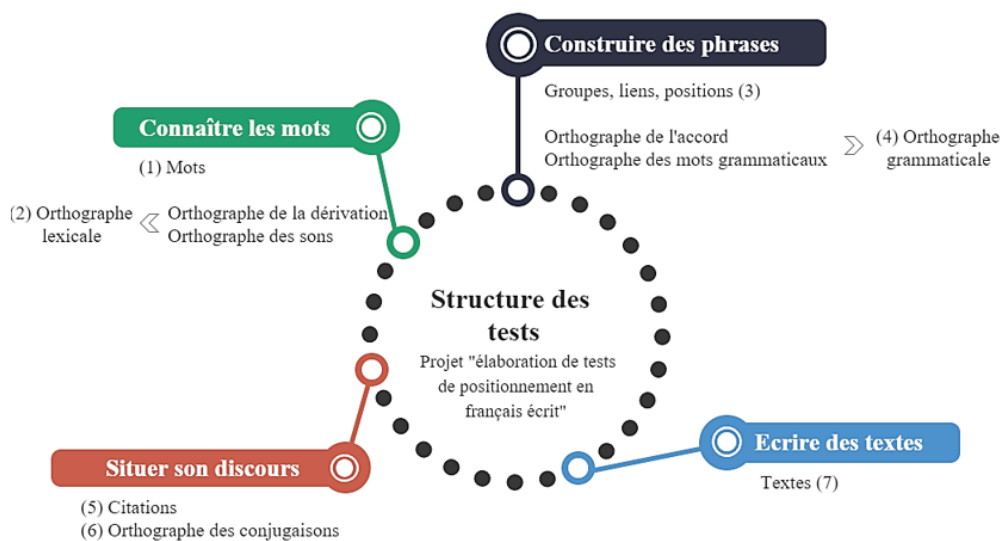 Construire des phrases
Groupes, liens, positions (3)
Orthographe de l'accord
Orthographe des mots grammaticaux
(4) Orthographe
grammaticale
Connaître les mots
(1) Mots
(2) Orthographe
lexicale
Orthographe de la dérivation
Orthographe des sons
Structure des
tests
Projet "élaboration de tests
de positionnement en
français écrit"
Situer son discours
(5) Citations
(6) Orthographe des conjugaisons
Ecrire des textes
Textes (7)